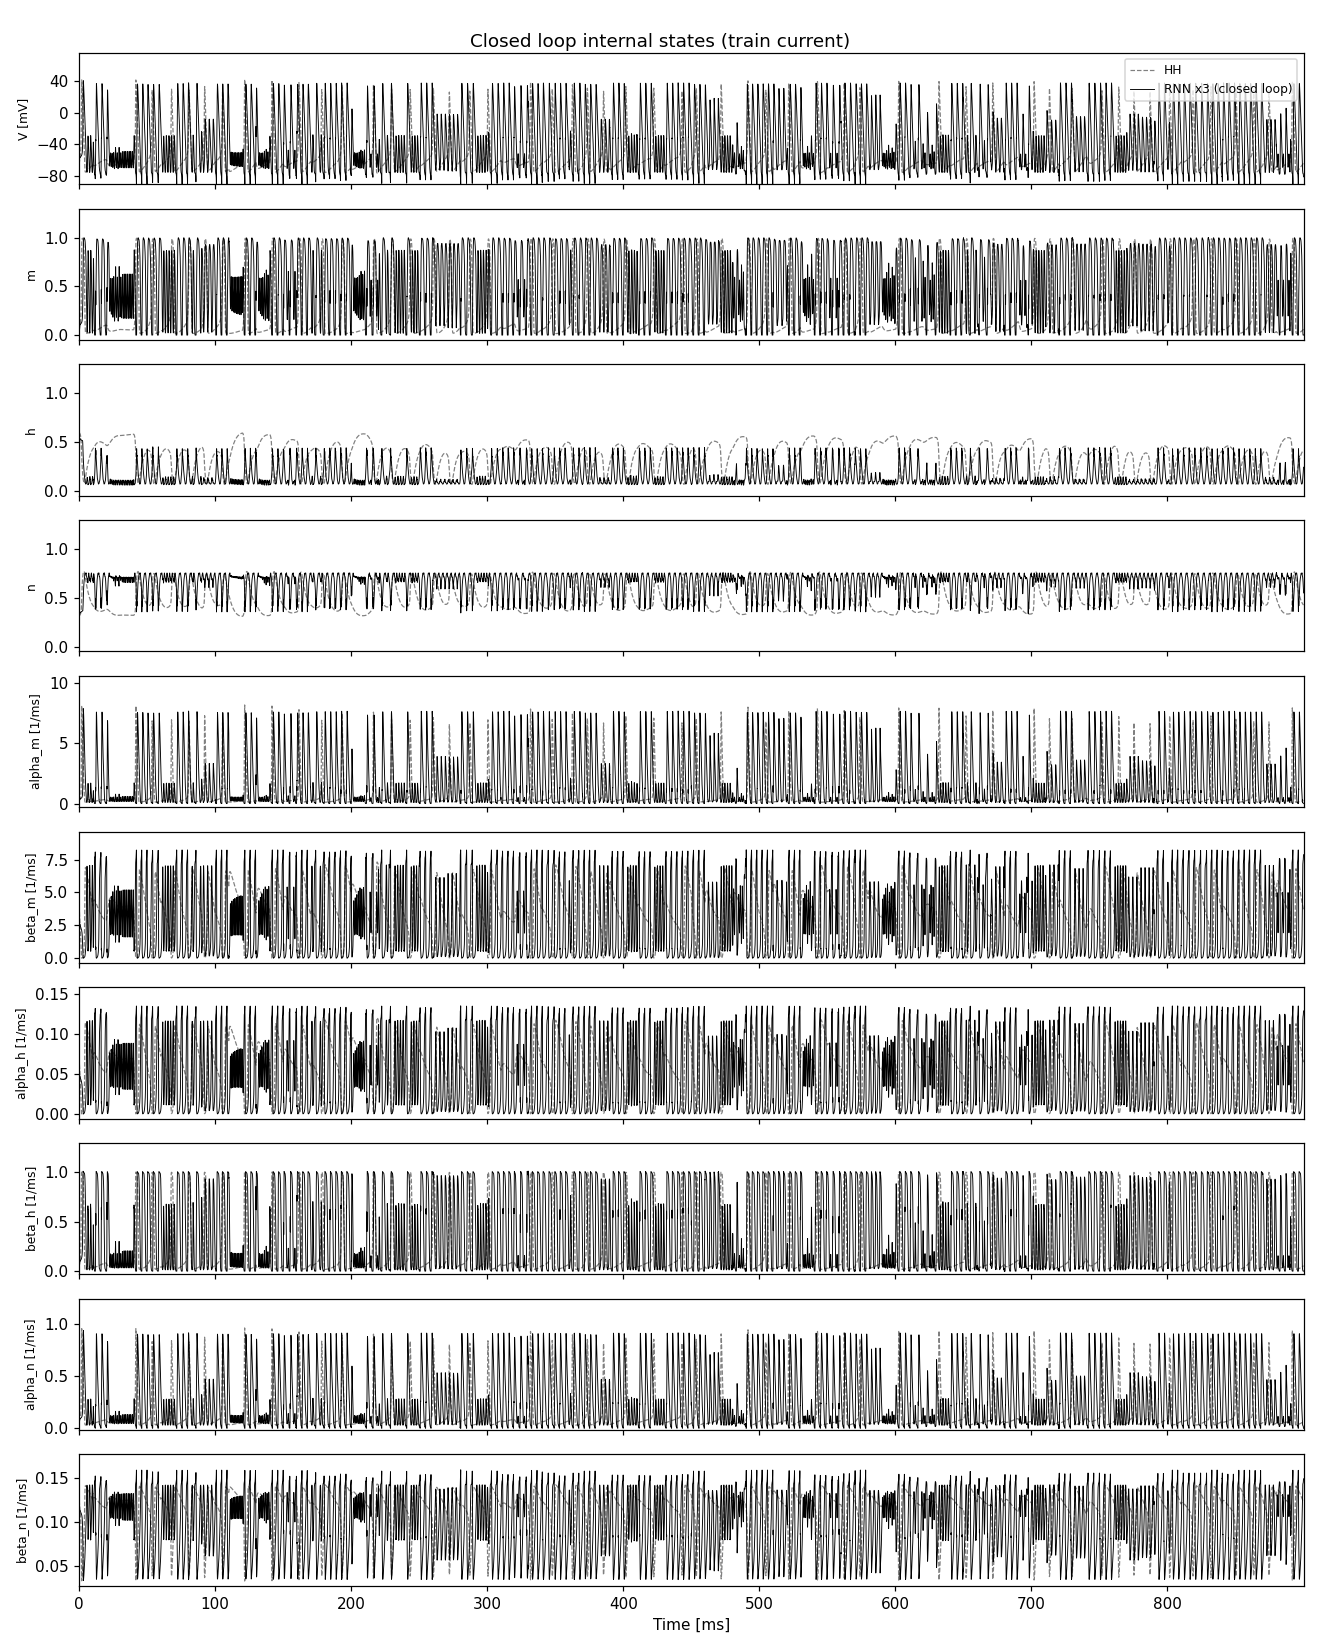 Closed loop internal states (train current)
HH
RNN x3 (closed loop)
V [mV]
40
0
−40
−80
m
1.0
0.5
0.0
h
1.0
0.5
0.0
n
1.0
0.5
0.0
alpha_m [1/ms]
10
5
0
beta_m [1/ms]
7.5
5.0
2.5
0.0
alpha_h [1/ms]
0.15
0.10
0.05
0.00
beta_h [1/ms]
1.0
0.5
0.0
alpha_n [1/ms]
1.0
0.5
0.0
beta_n [1/ms]
0.15
0.10
0.05
0 100 200 300 400 500 600 700 800
Time [ms]